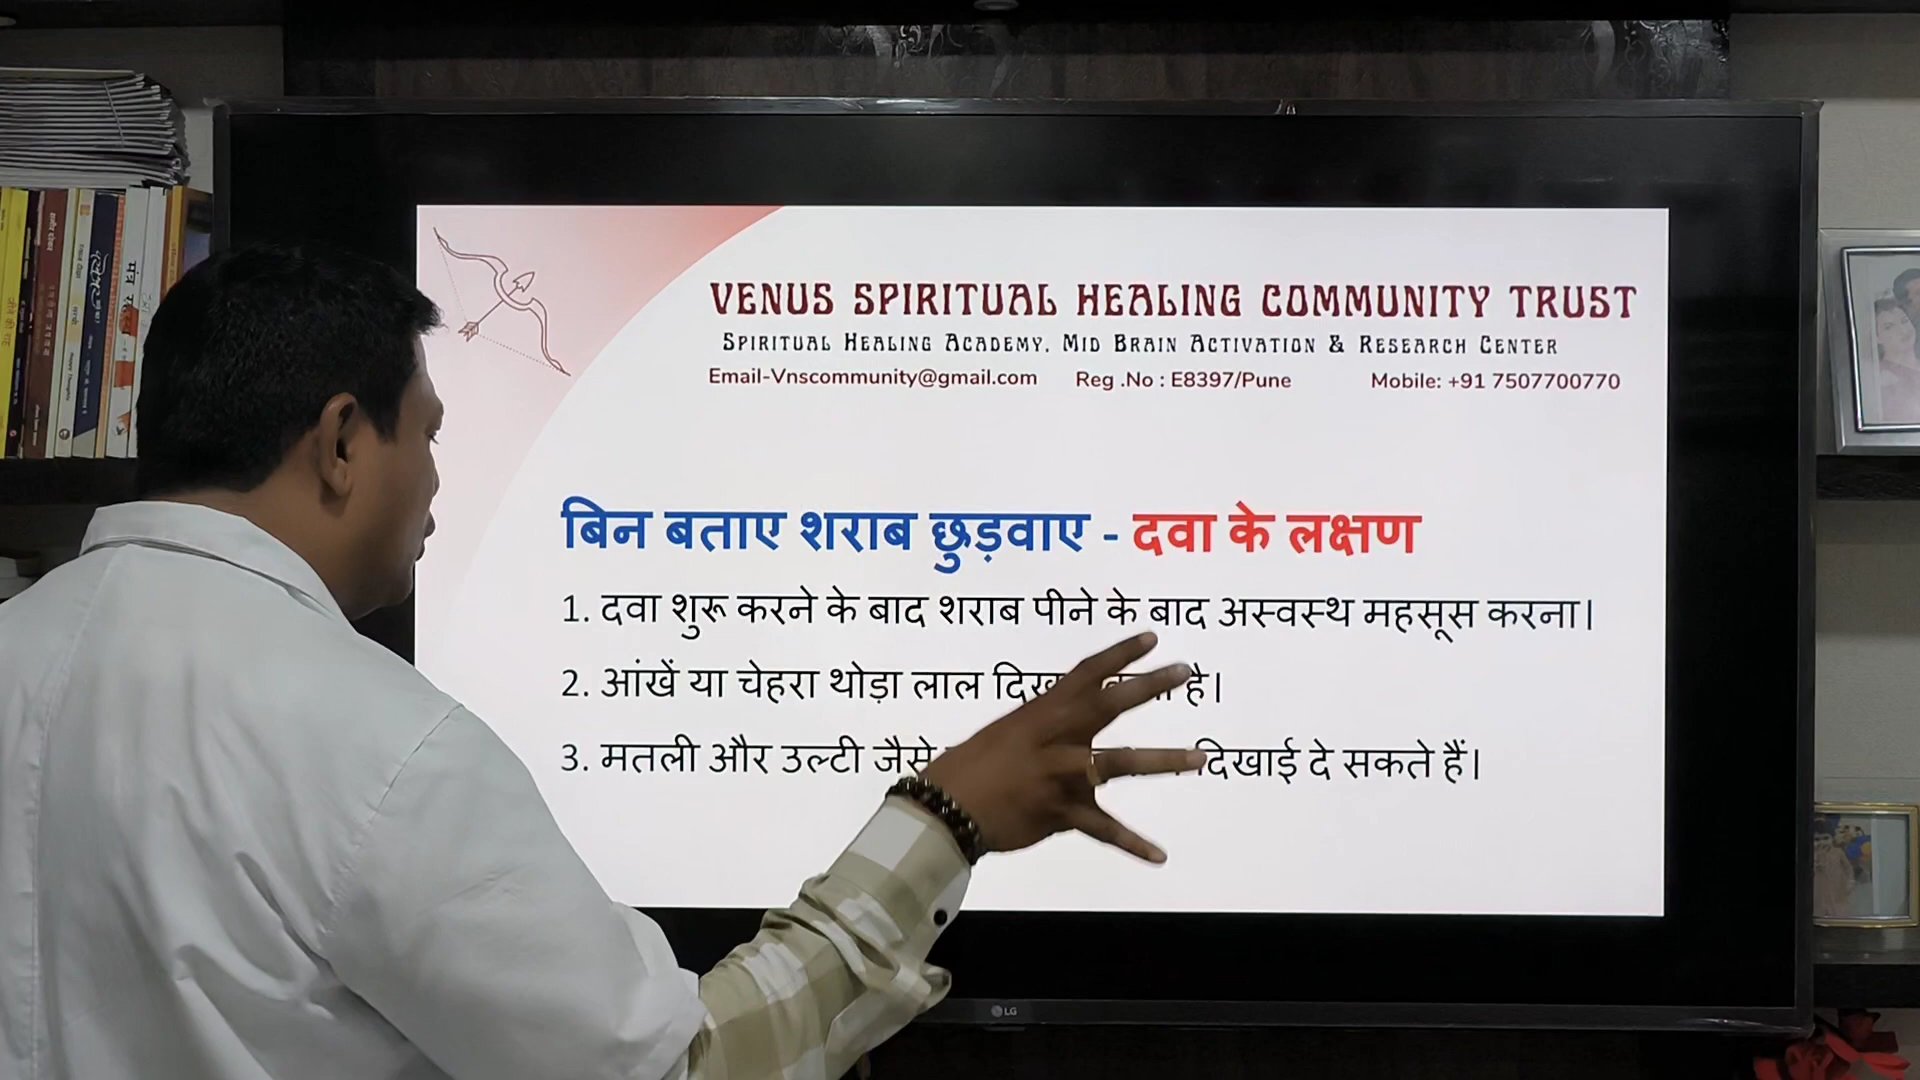 VENUS SPIRITUAL HEALING COMMUNITY TRUST
SPIRITUAL HEALING ACADEMY, MID BRAIN ACTIVATION & RESEARCH CENTER
Email-Vnscommunity@gmail.com Reg .No : E8397/Pune Mobile: +91 7507700770
बिन बताए शराब छुड़वाए - दवा के लक्षण
1. दवा शुरू करने के बाद शराब पीने के बाद अस्वस्थ महसूस करना।
2. आंखें या चेहरा थोड़ा लाल है।
3. मतली और उल्टी जैसे दिखाई दे सकते हैं।
LG